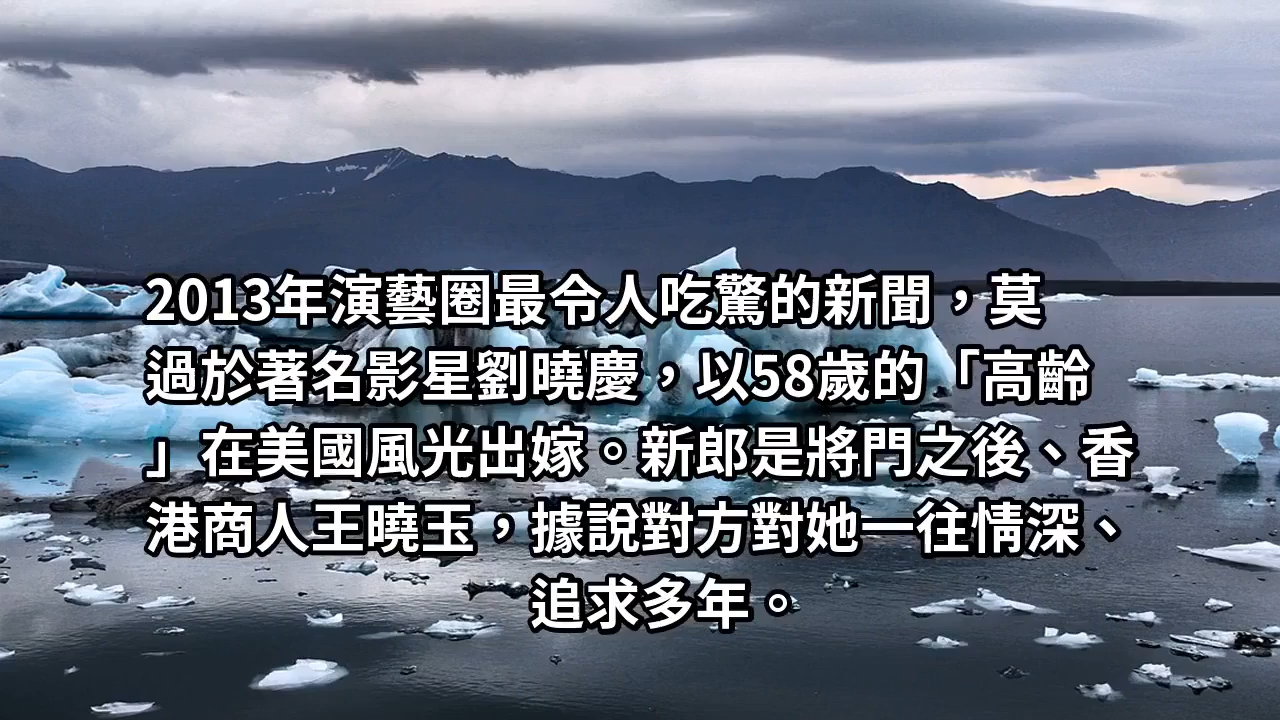 2013年演藝圈最令人吃驚的新聞，莫
過於著名影星劉曉慶，以58歲的「高齡
」在美國風光出嫁。新郎是將門之後、香
港商人王曉玉，據說對方對她一往情深、
追求多年。